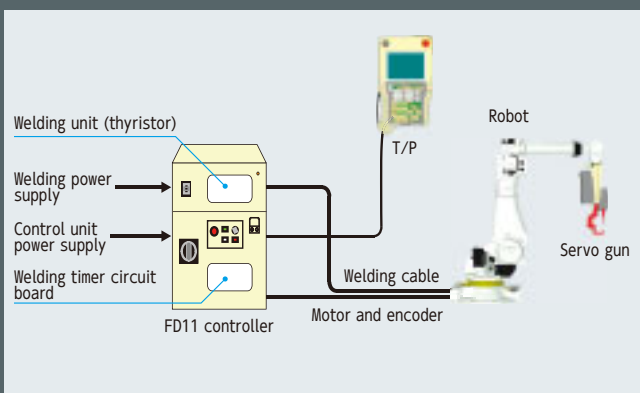 Welding unit (thyristor)
Welding power
supply
Control unit
power supply
Welding timer circuit
board
FD11 controller
T/P
Robot
Servo gun
Welding cable
Motor and encoder